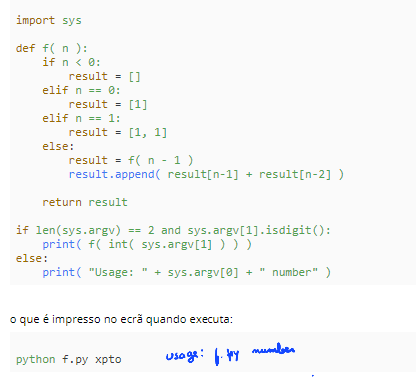 import sys
def f( n ):
    if n < 0:
        result = []
    elif n == 0:
        result = [1]
    elif n == 1:
        result = [1, 1]
    else:
        result = f( n - 1 )
        result.append( result[n-1] + result[n-2] )
    return result
if len(sys.argv) == 2 and sys.argv[1].isdigit():
    print( f( int( sys.argv[1] ) ) )
else:
    print( "Usage: " + sys.argv[0] + " number" )
o que é impresso no ecrã quando executa:
python f.py xpto usage: f.py number